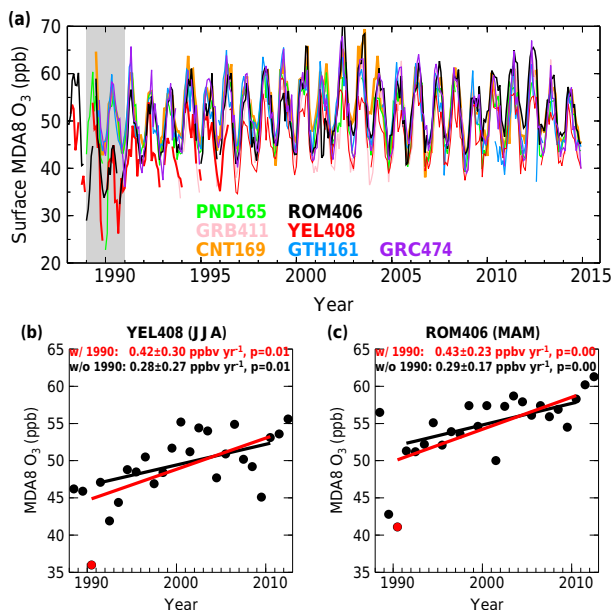 (a)
Surface MDA8 O3 (ppb)
70
60
50
40
30
20
PND165 ROM406
GRB411 YEL408
CNT169 GTH161 GRC474
1990 1995 2000 2005 2010 2015
Year
(b) YEL408 (JJA)
w/ 1990: 0.42±0.30 ppbv yr-1, p=0.01
w/o 1990: 0.28±0.27 ppbv yr-1, p=0.01
MDA8 O3 (ppb)
65
60
55
50
45
40
35
1990 2000 2010
Year
(c) ROM406 (MAM)
w/ 1990: 0.43±0.23 ppbv yr-1, p=0.00
w/o 1990: 0.29±0.17 ppbv yr-1, p=0.00
MDA8 O3 (ppb)
65
60
55
50
45
40
35
1990 2000 2010
Year